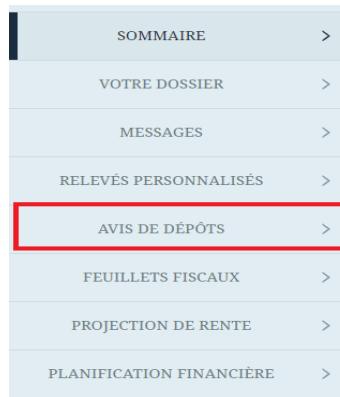 SOMMAIRE >
VOTRE DOSSIER >
MESSAGES >
RELEVÉS PERSONNALISÉS >
AVIS DE DÉPÔTS >
FEUILLETS FISCAUX >
PROJECTION DE RENTE >
PLANIFICATION FINANCIÈRE >